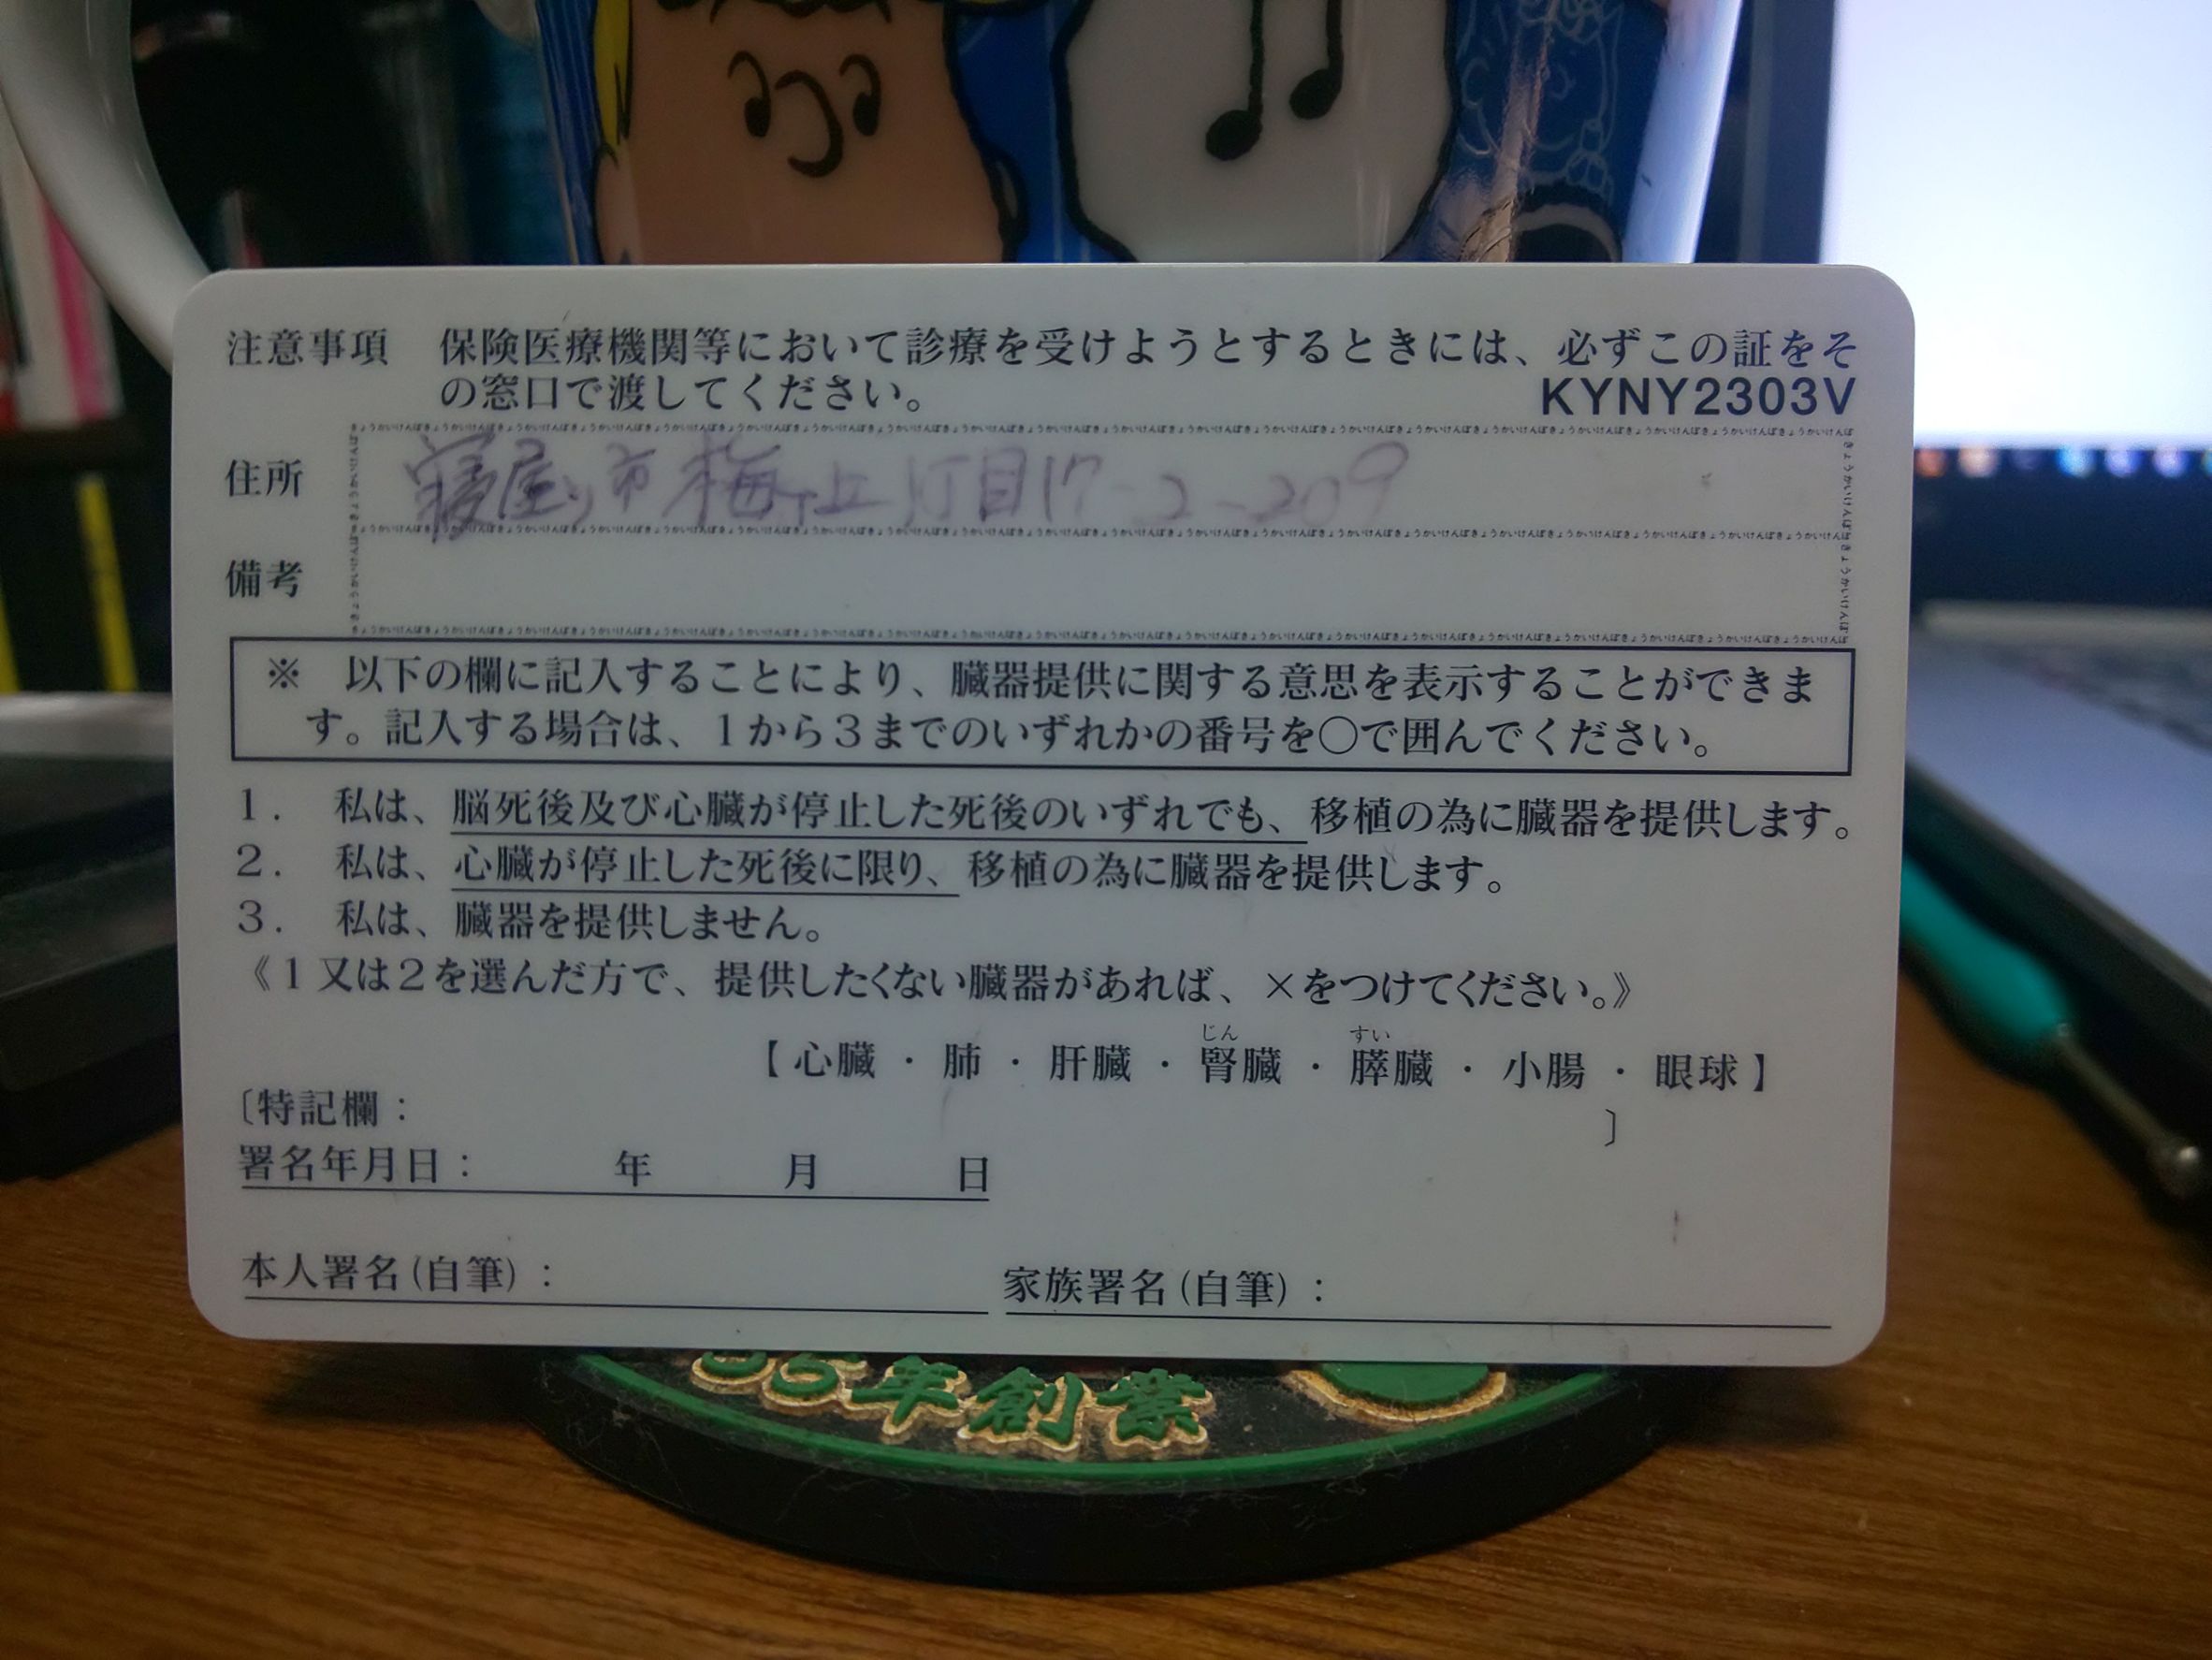 注意事項 保険医療機関等において診療を受けようとするときには、必ずこの証をそ
の窓口で渡してください。
KYNY2303V
住所 寝屋川市梅が丘1丁目17-2-209
備考
※ 以下の欄に記入することにより、臓器提供に関する意思を表示することができま
す。記入する場合は、1から3までのいずれかの番号を○で囲んでください。
1. 私は、脳死後及び心臓が停止した死後のいずれでも、移植の為に臓器を提供します。
2. 私は、心臓が停止した死後に限り、移植の為に臓器を提供します。
3. 私は、臓器を提供しません。
《1又は2を選んだ方で、提供したくない臓器があれば、×をつけてください。》
じん すい
【心臓・肺・肝臓・腎臓・膵臓・小腸・眼球】
〔特記欄: 〕
署名年月日: 年 月 日
本人署名(自筆): 家族署名(自筆):
年創業